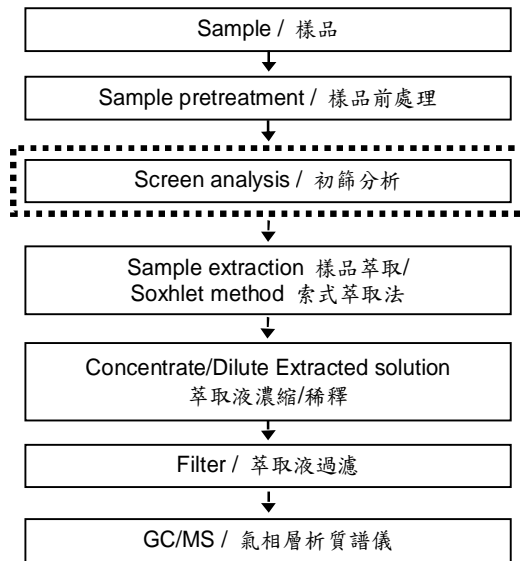 Sample / 樣品
Sample pretreatment / 樣品前處理
Screen analysis / 初篩分析
Sample extraction 樣品萃取/
Soxhlet method 索式萃取法
Concentrate/Dilute Extracted solution
萃取液濃縮/稀釋
Filter / 萃取液過濾
GC/MS / 氣相層析質譜儀